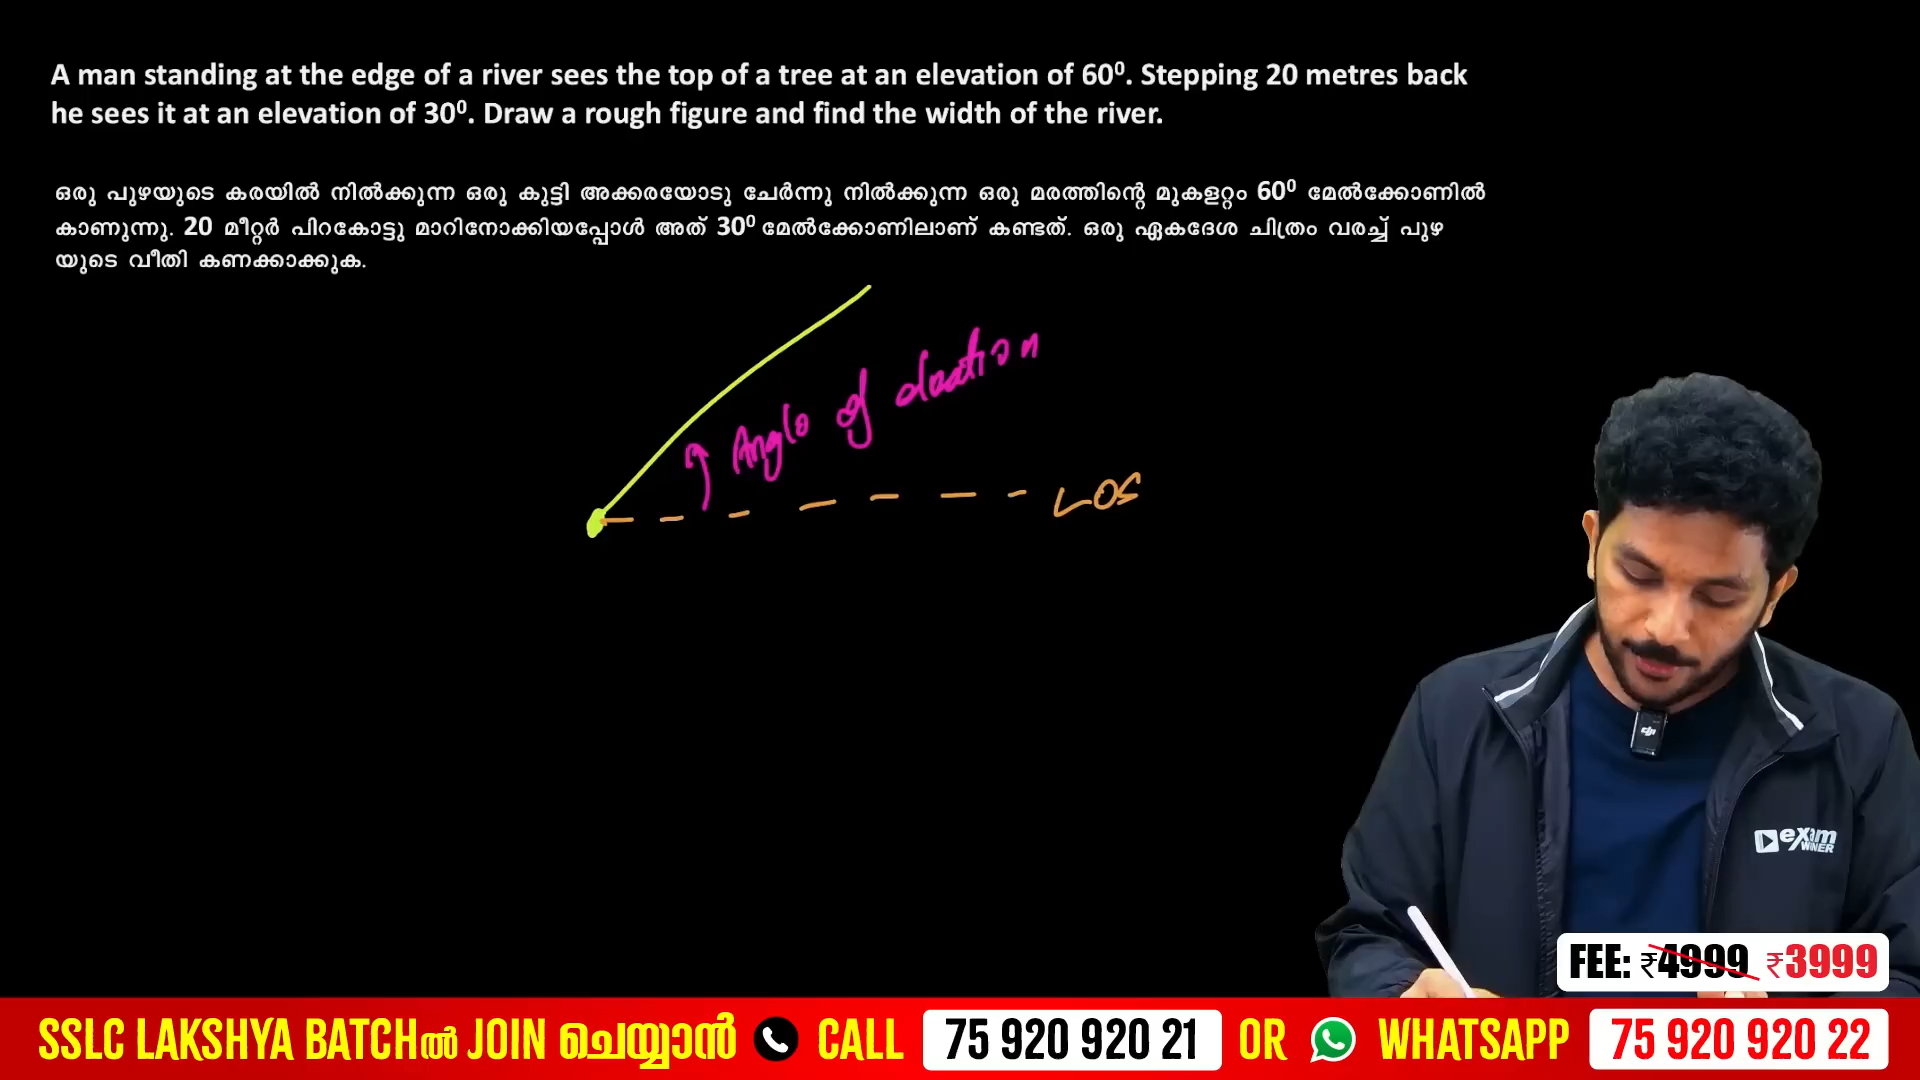 A man standing at the edge of a river sees the top of a tree at an elevation of 60⁰. Stepping 20 metres back
he sees it at an elevation of 30⁰. Draw a rough figure and find the width of the river.
ഒരു പുഴയുടെ കരയിൽ നിൽക്കുന്ന ഒരു കുട്ടി അക്കരയോടു ചേർന്നു നിൽക്കുന്ന ഒരു മരത്തിന്റെ മുകളറ്റം 60⁰ മേൽക്കോണിൽ
കാണുന്നു. 20 മീറ്റർ പിറകോട്ടു മാറിനോക്കിയപ്പോൾ അത് 30⁰ മേൽക്കോണിലാണ് കണ്ടത്. ഒരു ഏകദേശ ചിത്രം വരച്ച് പുഴ
യുടെ വീതി കണക്കാക്കുക.
Angle of
LOS
exam
WINNER
FEE: ₹4999 ₹3999
SSLC LAKSHYA BATCHൽ JOIN ചെയ്യാൻ CALL 75 920 920 21 OR WHATSAPP 75 920 920 22